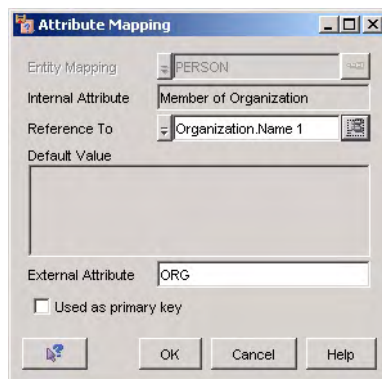 Attribute Mapping
Entity Mapping = PERSON
Internal Attribute Member of Organization
Reference To = Organization.Name 1
Default Value
External Attribute ORG
Used as primary key
OK Cancel Help